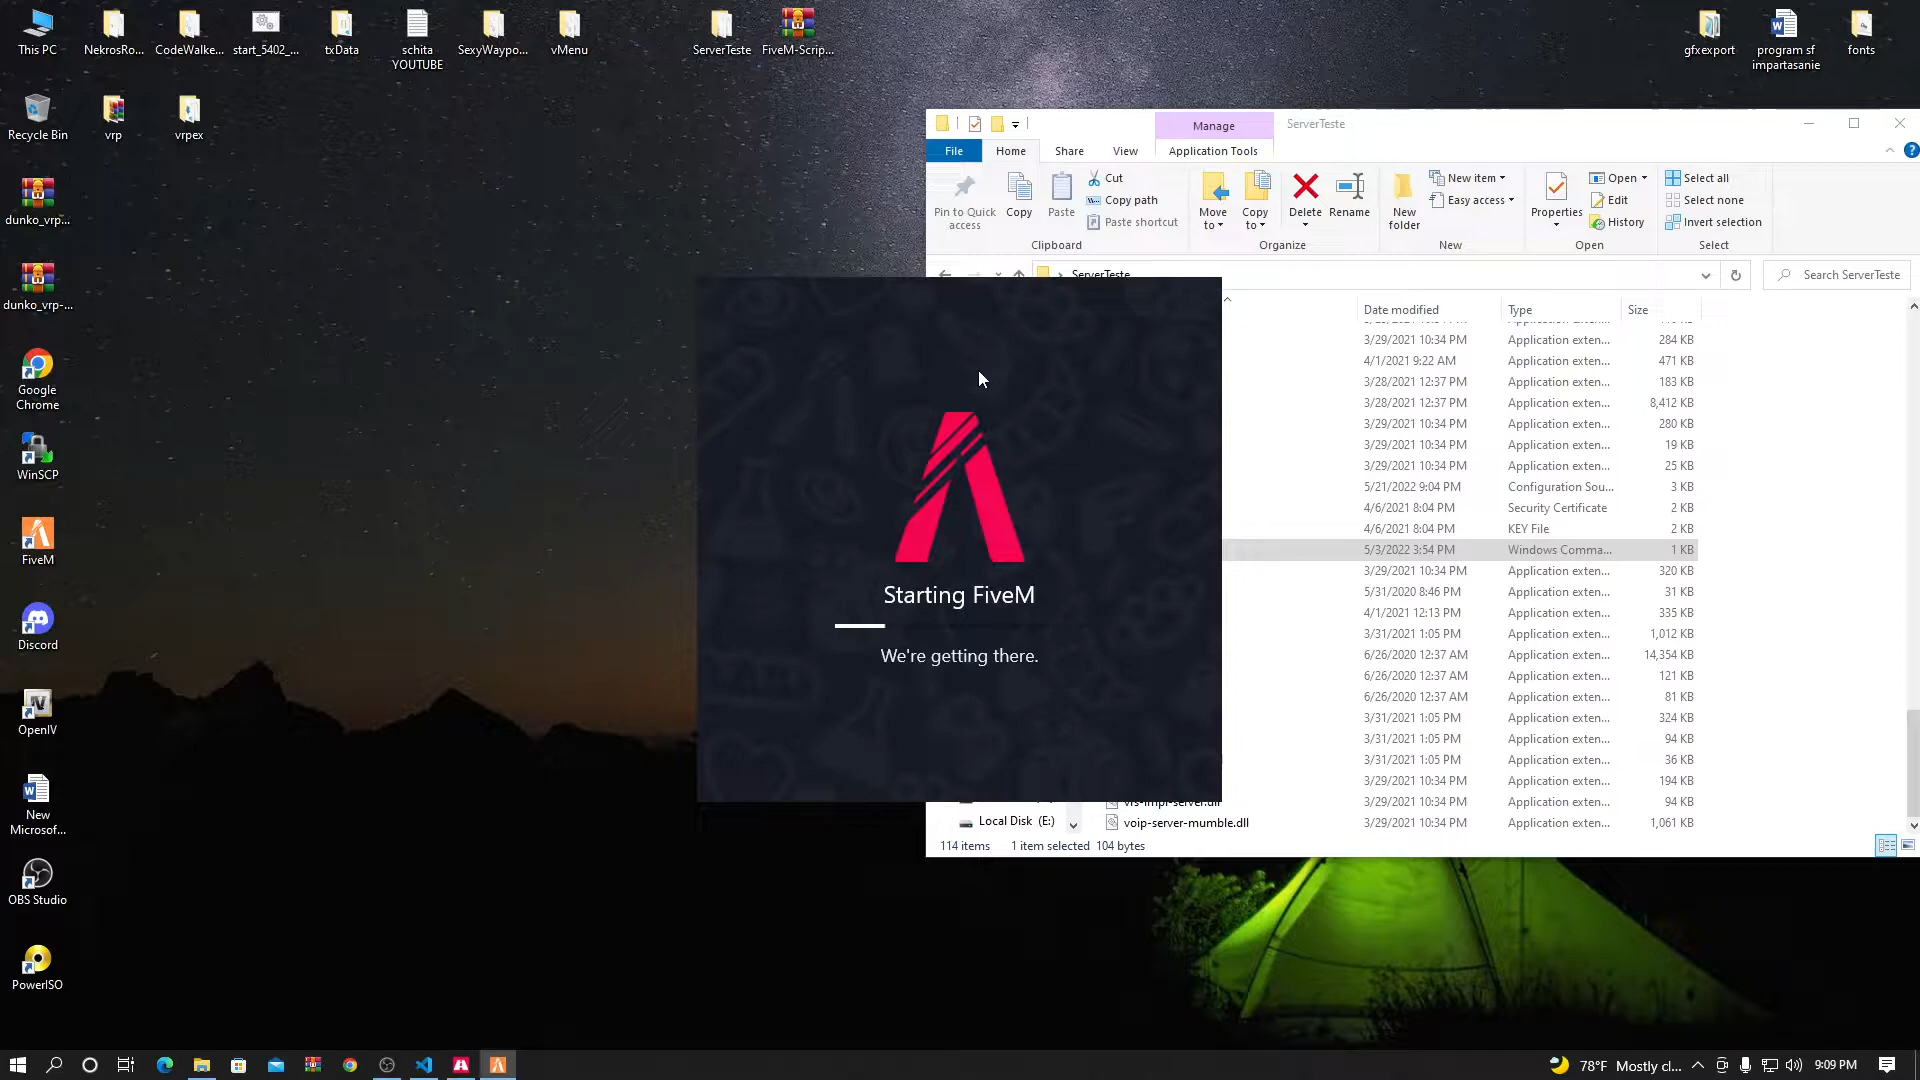 This PC
NekrosRo...
CodeWalke...
start_5402_...
txData
schita
YOUTUBE
SexyWaypo...
vMenu
ServerTeste
FiveM-Scrip...
gfxexport
program sf
impartasanie
fonts
Recycle Bin
vrp
vrpex
dunko_vrp...
dunko_vrp-...
Google
Chrome
WinSCP
FiveM
Discord
OpenIV
New
Microsof...
OBS Studio
PowerISO
Manage
ServerTeste
File
Home
Share
View
Application Tools
Pin to Quick
access
Copy
Paste
Cut
Copy path
Paste shortcut
Clipboard
Move
to
Copy
to
Delete
Rename
Organize
New
folder
New item
Easy access
New
Properties
Open
Edit
History
Open
Select all
Select none
Invert selection
Select
ServerTeste
Search ServerTeste
Date modified Type Size
3/29/2021 10:34 PM Application exten... 284 KB
4/1/2021 9:22 AM Application exten... 471 KB
3/28/2021 12:37 PM Application exten... 183 KB
3/28/2021 12:37 PM Application exten... 8,412 KB
3/29/2021 10:34 PM Application exten... 280 KB
3/29/2021 10:34 PM Application exten... 19 KB
3/29/2021 10:34 PM Application exten... 25 KB
5/21/2022 9:04 PM Configuration Sou... 3 KB
4/6/2021 8:04 PM Security Certificate 2 KB
4/6/2021 8:04 PM KEY File 2 KB
5/3/2022 3:54 PM Windows Comma... 1 KB
3/29/2021 10:34 PM Application exten... 320 KB
5/31/2020 8:46 PM Application exten... 31 KB
4/1/2021 12:13 PM Application exten... 335 KB
3/31/2021 1:05 PM Application exten... 1,012 KB
6/26/2020 12:37 AM Application exten... 14,354 KB
6/26/2020 12:37 AM Application exten... 121 KB
6/26/2020 12:37 AM Application exten... 81 KB
3/31/2021 1:05 PM Application exten... 324 KB
3/31/2021 1:05 PM Application exten... 94 KB
3/31/2021 1:05 PM Application exten... 36 KB
3/29/2021 10:34 PM Application exten... 194 KB
vfs-impl-server.dll 3/29/2021 10:34 PM Application exten... 94 KB
Local Disk (E:)
voip-server-mumble.dll 3/29/2021 10:34 PM Application exten... 1,061 KB
114 items 1 item selected 104 bytes
Starting FiveM
We're getting there.
78°F Mostly cl...
9:09 PM